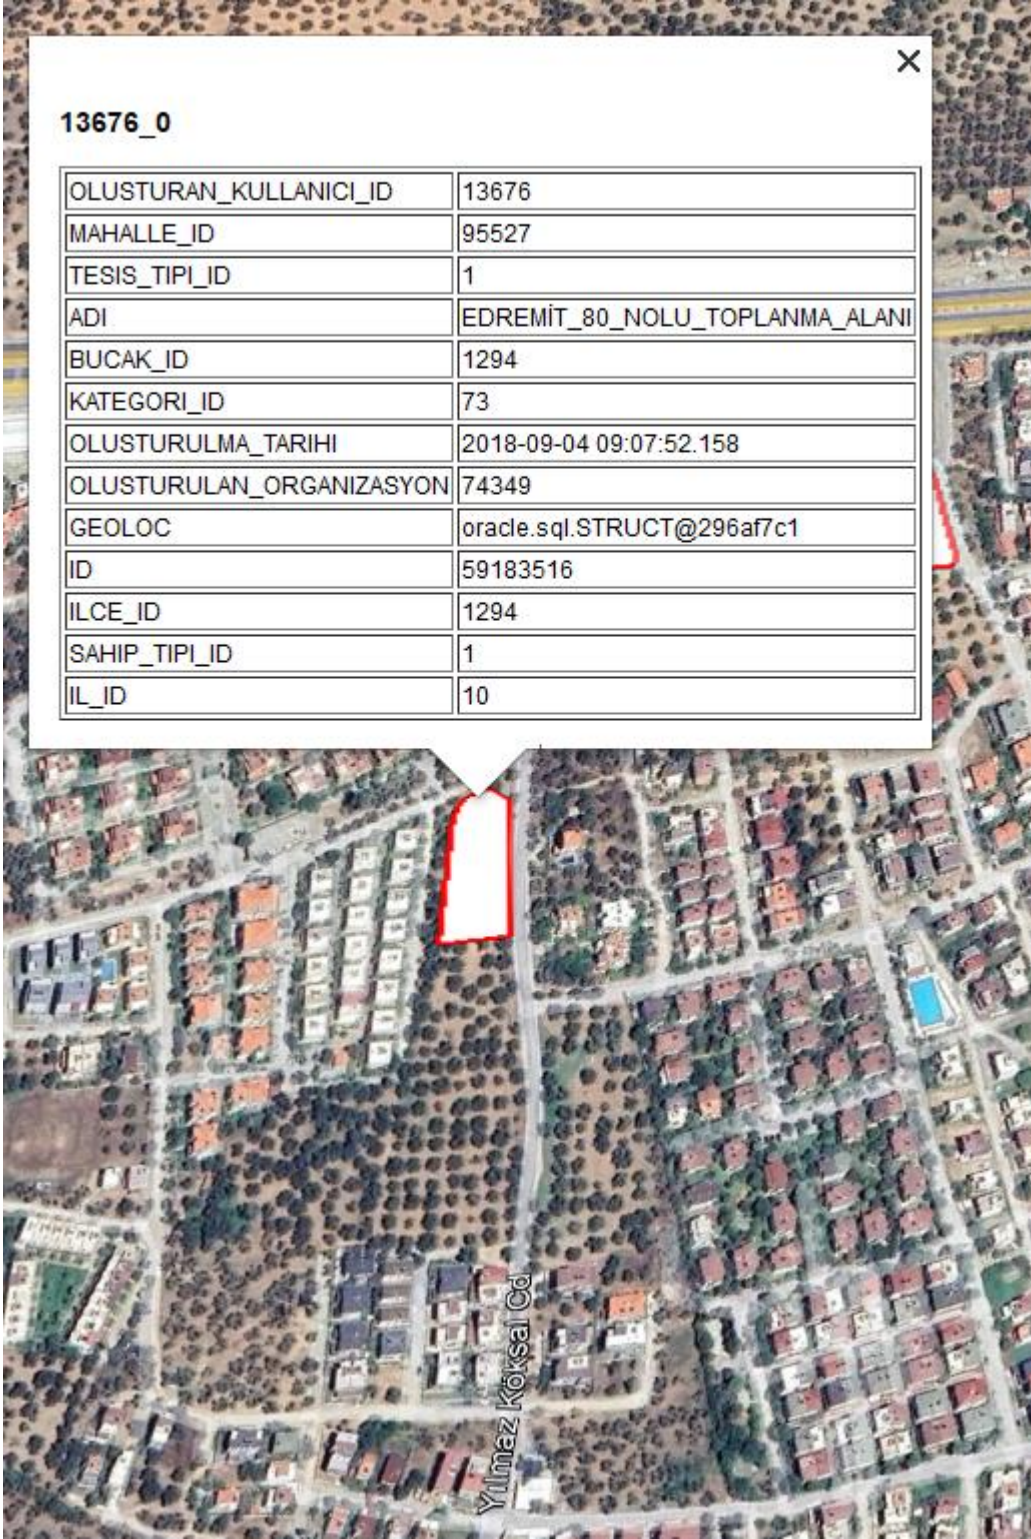 13676_0
OLUSTURAN_KULLANICI_ID 13676
MAHALLE_ID 95527
TESIS_TIPI_ID 1
ADI EDREMİT_80_NOLU_TOPLANMA_ALANI
BUCAK_ID 1294
KATEGORI_ID 73
OLUSTURULMA_TARIHI 2018-09-04 09:07:52.158
OLUSTURULAN_ORGANIZASYON 74349
GEOLOC oracle.sql.STRUCT@296af7c1
ID 59183516
ILCE_ID 1294
SAHIP_TIPI_ID 1
IL_ID 10
Yılmaz Köksal Cd